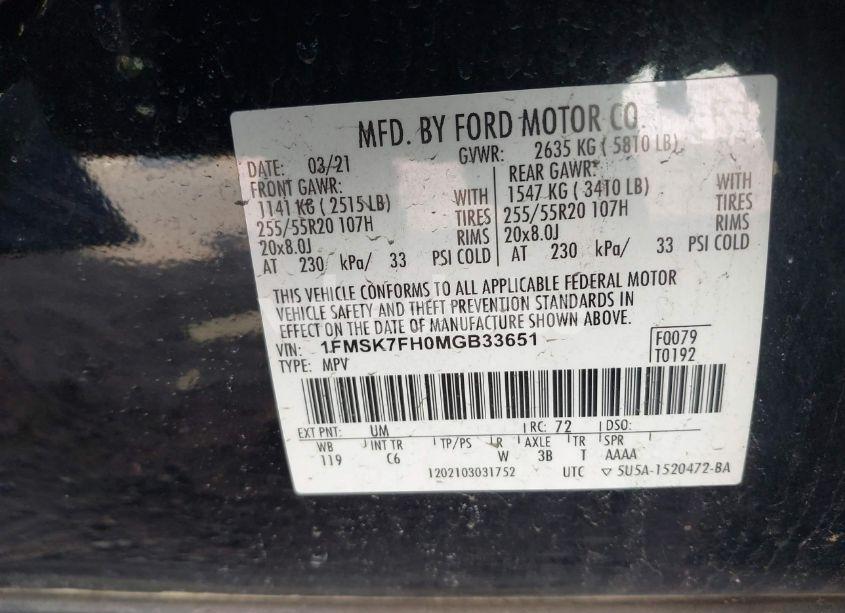 MFD. BY FORD MOTOR CO.
DATE: 03/21 GVWR: 2635 KG ( 5810 LB)
FRONT GAWR: REAR GAWR:
1141 KG ( 2515 LB) WITH 1547 KG ( 3410 LB) WITH
255/55R20 107H TIRES 255/55R20 107H TIRES
20x8.0J RIMS 20x8.0J RIMS
AT 230 kPa/ 33 PSI COLD AT 230 kPa/ 33 PSI COLD
THIS VEHICLE CONFORMS TO ALL APPLICABLE FEDERAL MOTOR
VEHICLE SAFETY AND THEFT PREVENTION STANDARDS IN
EFFECT ON THE DATE OF MANUFACTURE SHOWN ABOVE.
VIN: 1FMSK7FH0MGB33651 F0079
TYPE: MPV T0192
EXT PNT: UM RC: 72 DSO:
WB INT TR TP/PS R AXLE TR SPR
119 C6 W 3B T AAAA
1202103031752 UTC ▽ 5U5A-1520472-BA